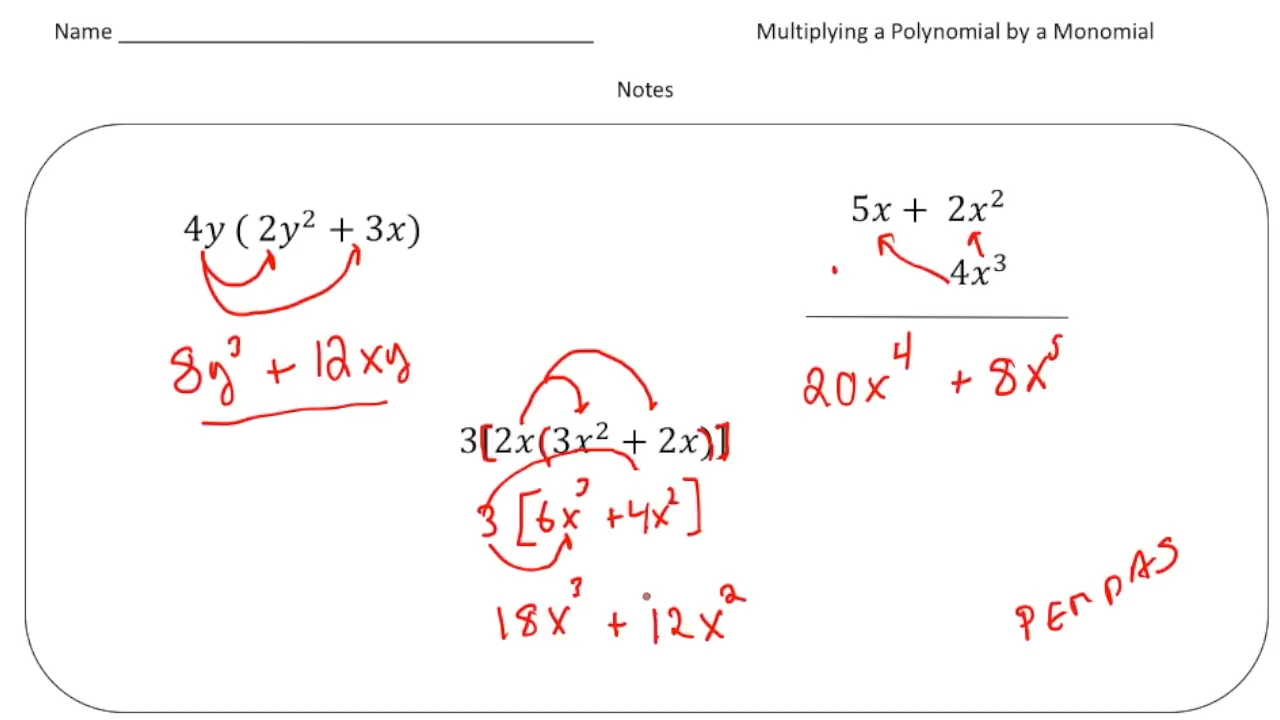 Name ____________________ Multiplying a Polynomial by a Monomial
Notes
4y ( 2y² + 3x)
8y³ + 12xy
5x + 2x²
· 4x³
20x⁴ + 8x⁵
3[2x(3x² + 2x)]
3 [6x³ + 4x²]
18x³ + 12x²
PEMDAS